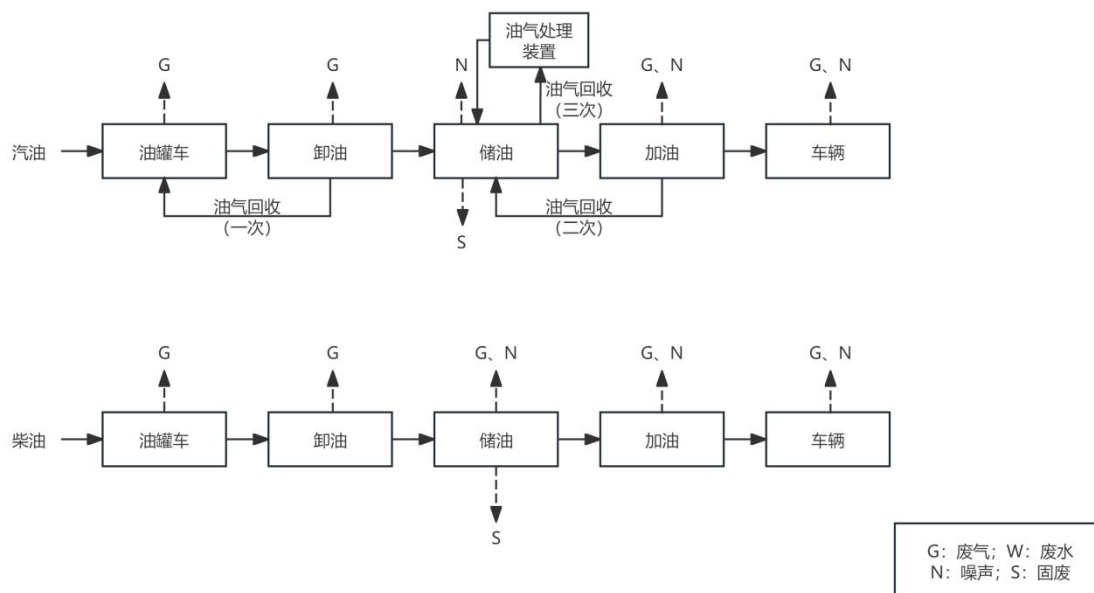 油气处理
装置
G
G
N
G、N
G、N
油气回收
(三次)
汽油
油罐车
卸油
储油
加油
车辆
油气回收
(一次)
油气回收
(二次)
S
G
G
G、N
G、N
G、N
柴油
油罐车
卸油
储油
加油
车辆
S
G：废气；W：废水
N：噪声；S：固废